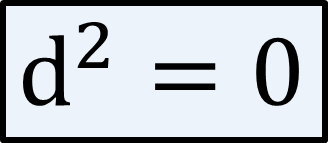 d² = 0